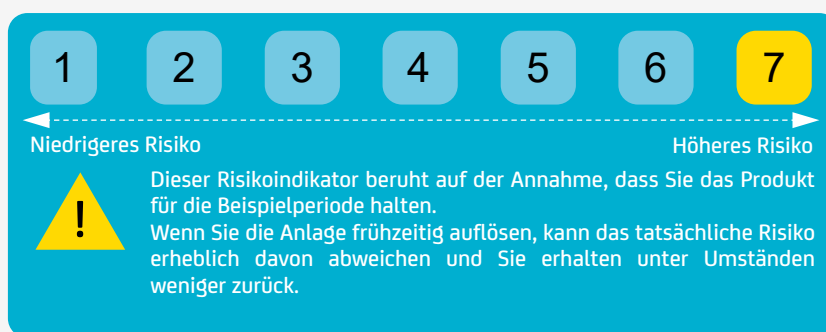 1 2 3 4 5 6 7
Niedrigeres Risiko Höheres Risiko
!
Dieser Risikoindikator beruht auf der Annahme, dass Sie das Produkt
für die Beispielperiode halten.
Wenn Sie die Anlage frühzeitig auflösen, kann das tatsächliche Risiko
erheblich davon abweichen und Sie erhalten unter Umständen
weniger zurück.